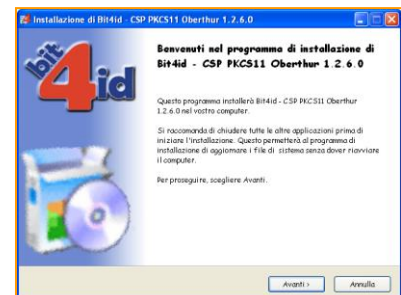 Installazione di Bit4id - CSP PKCS11 Oberthur 1.2.6.0
bit
4id
Benvenuti nel programma di installazione di
Bit4id - CSP PKCS11 Oberthur 1.2.6.0
Questo programma installerà Bit4id - CSP PKCS11 Oberthur
1.2.6.0 nel vostro computer.
Si raccomanda di chiudere tutte le altre applicazioni prima di
iniziare l'installazione. Questo permetterà al programma di
installazione di aggiornare i file di sistema senza dover riavviare
il computer.
Per proseguire, scegliere Avanti.
Avanti >
Annulla